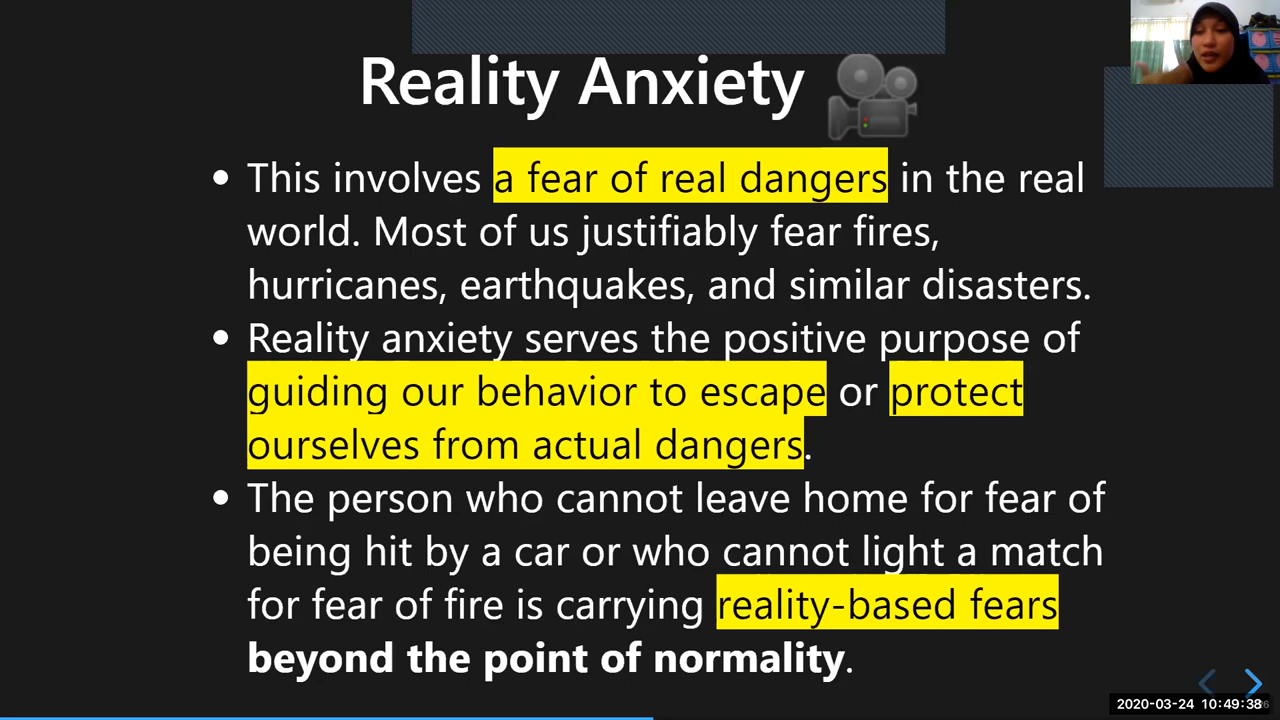 Reality Anxiety
This involves a fear of real dangers in the real
world. Most of us justifiably fear fires,
hurricanes, earthquakes, and similar disasters.
Reality anxiety serves the positive purpose of
guiding our behavior to escape or protect
ourselves from actual dangers.
The person who cannot leave home for fear of
being hit by a car or who cannot light a match
for fear of fire is carrying reality-based fears
beyond the point of normality.
2020-03-24 10:49:38